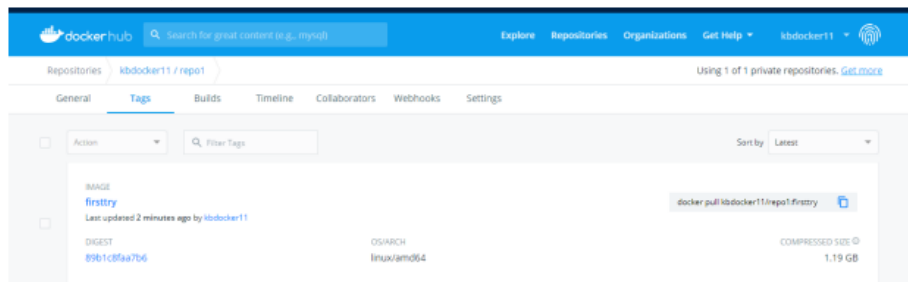 dockerhub Search for great content (e.g., mysql) Explore Repositories Organizations Get Help kbdocker11
Repositories kbdocker11 / repo1 Using 1 of 1 private repositories. Get more
General Tags Builds Timeline Collaborators Webhooks Settings
Action Filter Tags Sort by Latest
IMAGE
firsttry docker pull kbdocker11/repo1:firsttry
Last updated 2 minutes ago by kbdocker11
DIGEST OS/ARCH COMPRESSED SIZE
89b1c8faa7b6 linux/amd64 1.19 GB